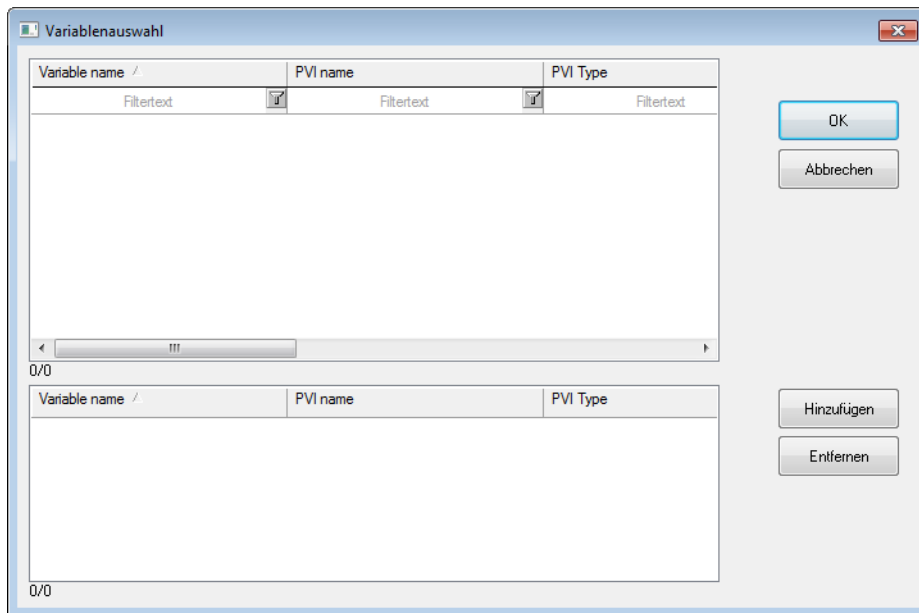 Variablenauswahl
Variable name PVI name PVI Type
Filtertext Filtertext Filtertext
OK
Abbrechen
0/0
Variable name PVI name PVI Type
Hinzufügen
Entfernen
0/0